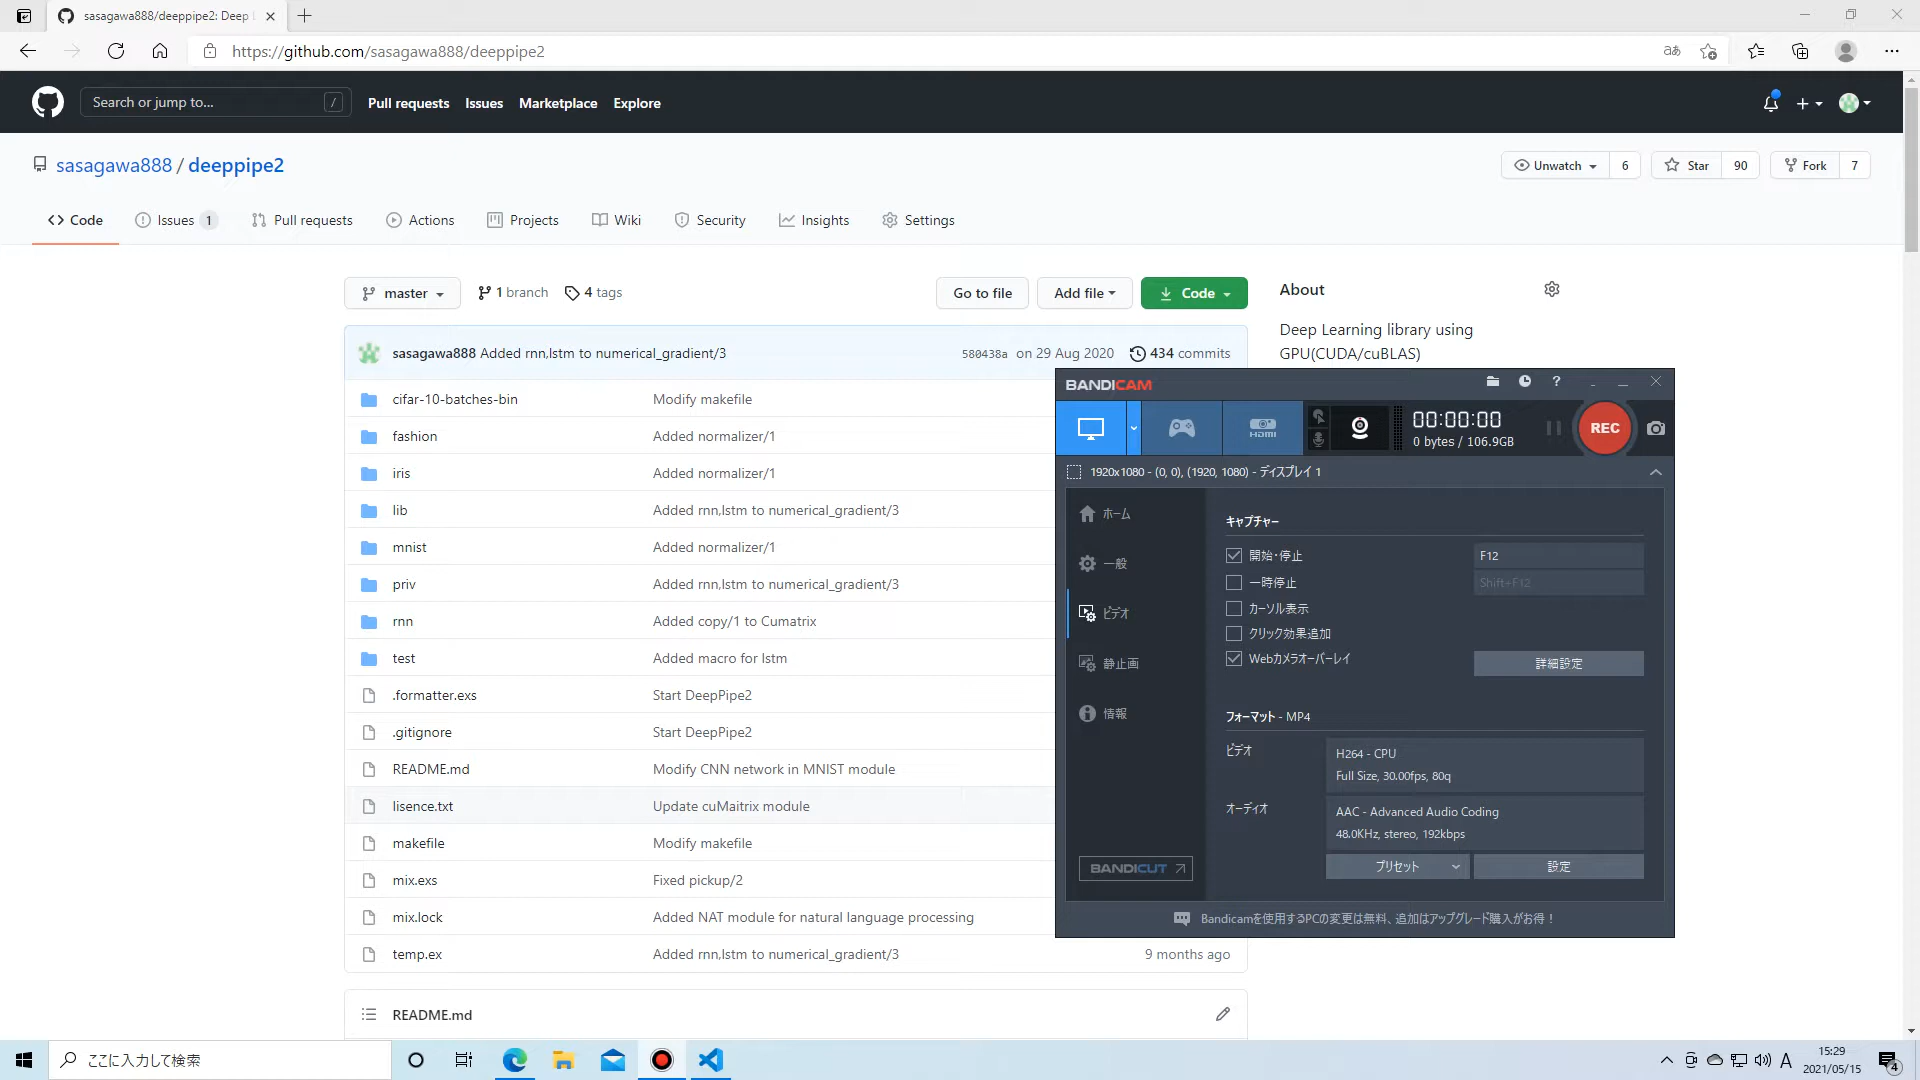 sasagawa888/deeppipe2: Deep L
https://github.com/sasagawa888/deeppipe2
Search or jump to...
/
Pull requests
Issues
Marketplace
Explore
sasagawa888 / deeppipe2
Unwatch 6
Star 90
Fork 7
Code
Issues 1
Pull requests
Actions
Projects
Wiki
Security
Insights
Settings
master
1 branch
4 tags
Go to file
Add file
Code
About
Deep Learning library using
GPU(CUDA/cuBLAS)
sasagawa888 Added rnn,lstm to numerical_gradient/3
580438a on 29 Aug 2020
434 commits
cifar-10-batches-bin Modify makefile
fashion Added normalizer/1
iris Added normalizer/1
lib Added rnn,lstm to numerical_gradient/3
mnist Added normalizer/1
priv Added rnn,lstm to numerical_gradient/3
rnn Added copy/1 to Cumatrix
test Added macro for lstm
.formatter.exs Start DeepPipe2
.gitignore Start DeepPipe2
README.md Modify CNN network in MNIST module
lisence.txt Update cuMaitrix module
makefile Modify makefile
mix.exs Fixed pickup/2
mix.lock Added NAT module for natural language processing
temp.ex Added rnn,lstm to numerical_gradient/3 9 months ago
README.md
BANDICAM
?
HDMI
00:00:00
0 bytes / 106.9GB
REC
1920x1080 - (0, 0), (1920, 1080) - ディスプレイ 1
ホーム
一般
ビデオ
静止画
情報
BANDICUT
キャプチャー
開始・停止 F12
一時停止 Shift+F12
カーソル表示
クリック効果追加
Webカメラオーバーレイ 詳細設定
フォーマット - MP4
ビデオ
H264 - CPU
Full Size, 30.00fps, 80q
オーディオ
AAC - Advanced Audio Coding
48.0KHz, stereo, 192kbps
プリセット 設定
Bandicamを使用するPCの変更は無料、追加はアップグレード購入がお得！
ここに入力して検索
A
15:29
2021/05/15
4